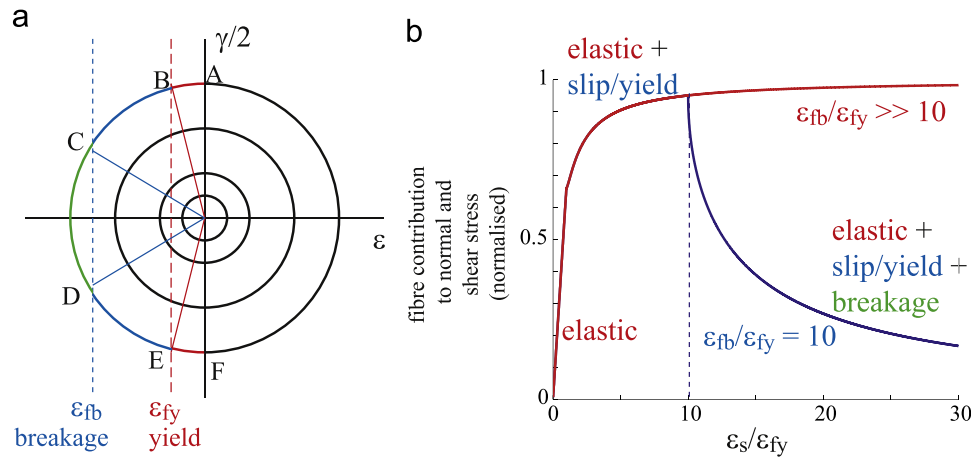 a
γ/2
A
B
C
D
E
F
ε
εfb
breakage
εfy
yield
b
fibre contribution
to normal and
shear stress
(normalised)
1
0.5
0
elastic +
slip/yield
elastic
εfb/εfy >> 10
εfb/εfy = 10
elastic +
slip/yield +
breakage
0
10
20
30
εs/εfy